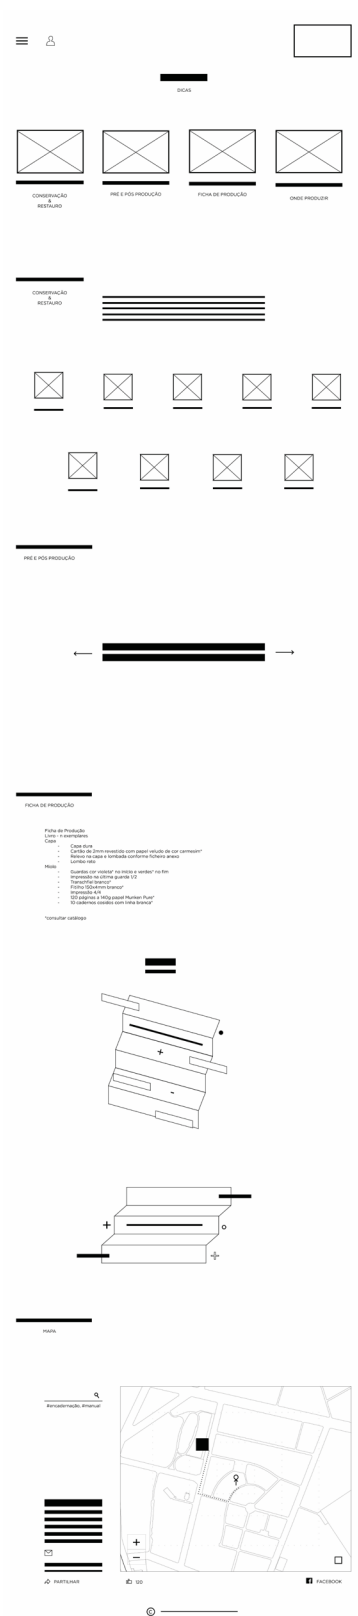 DICAS
CONSERVAÇÃO
&
RESTAURO
PRÉ E PÓS PRODUÇÃO
FICHA DE PRODUÇÃO
ONDE PRODUZIR
CONSERVAÇÃO
&
RESTAURO
PRÉ E PÓS PRODUÇÃO
FICHA DE PRODUÇÃO
Ficha de Produção
Livro - n exemplares
Capa
- Capa dura
- Cartão de 2mm revestido com papel veludo de cor carmesim*
- Relevo na capa e lombada conforme ficheiro anexo
- Lombo reto
Miolo
- Guardas cor violeta* no início e verdes* no fim
- Impressão na última guarda 1/2
- Transchfiel branco*
- Fitilho 150x4mm branco*
- Impressão 4/4
- 120 páginas a 140g papel Munken Pure*
- 10 cadernos cosidos com linha branca*
*consultar catálogo
MAPA
#encadernação, #manual
PARTILHAR
120
FACEBOOK
©